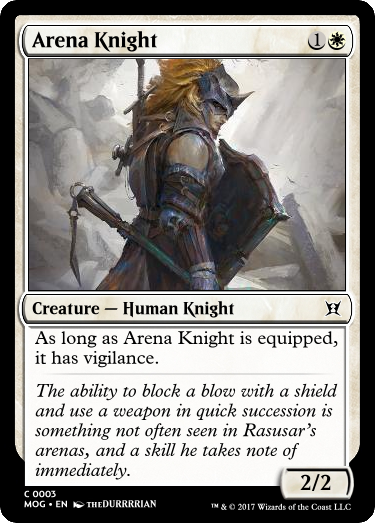 Arena Knight 1
Creature — Human Knight
As long as Arena Knight is equipped,
it has vigilance.
The ability to block a blow with a shield
and use a weapon in quick succession is
something not often seen in Rasusar's
arenas, and a skill he takes note of
immediately.
2/2
C 0003
MOG • EN THEDURRRRIAN
™ & © 2017 Wizards of the Coast LLC